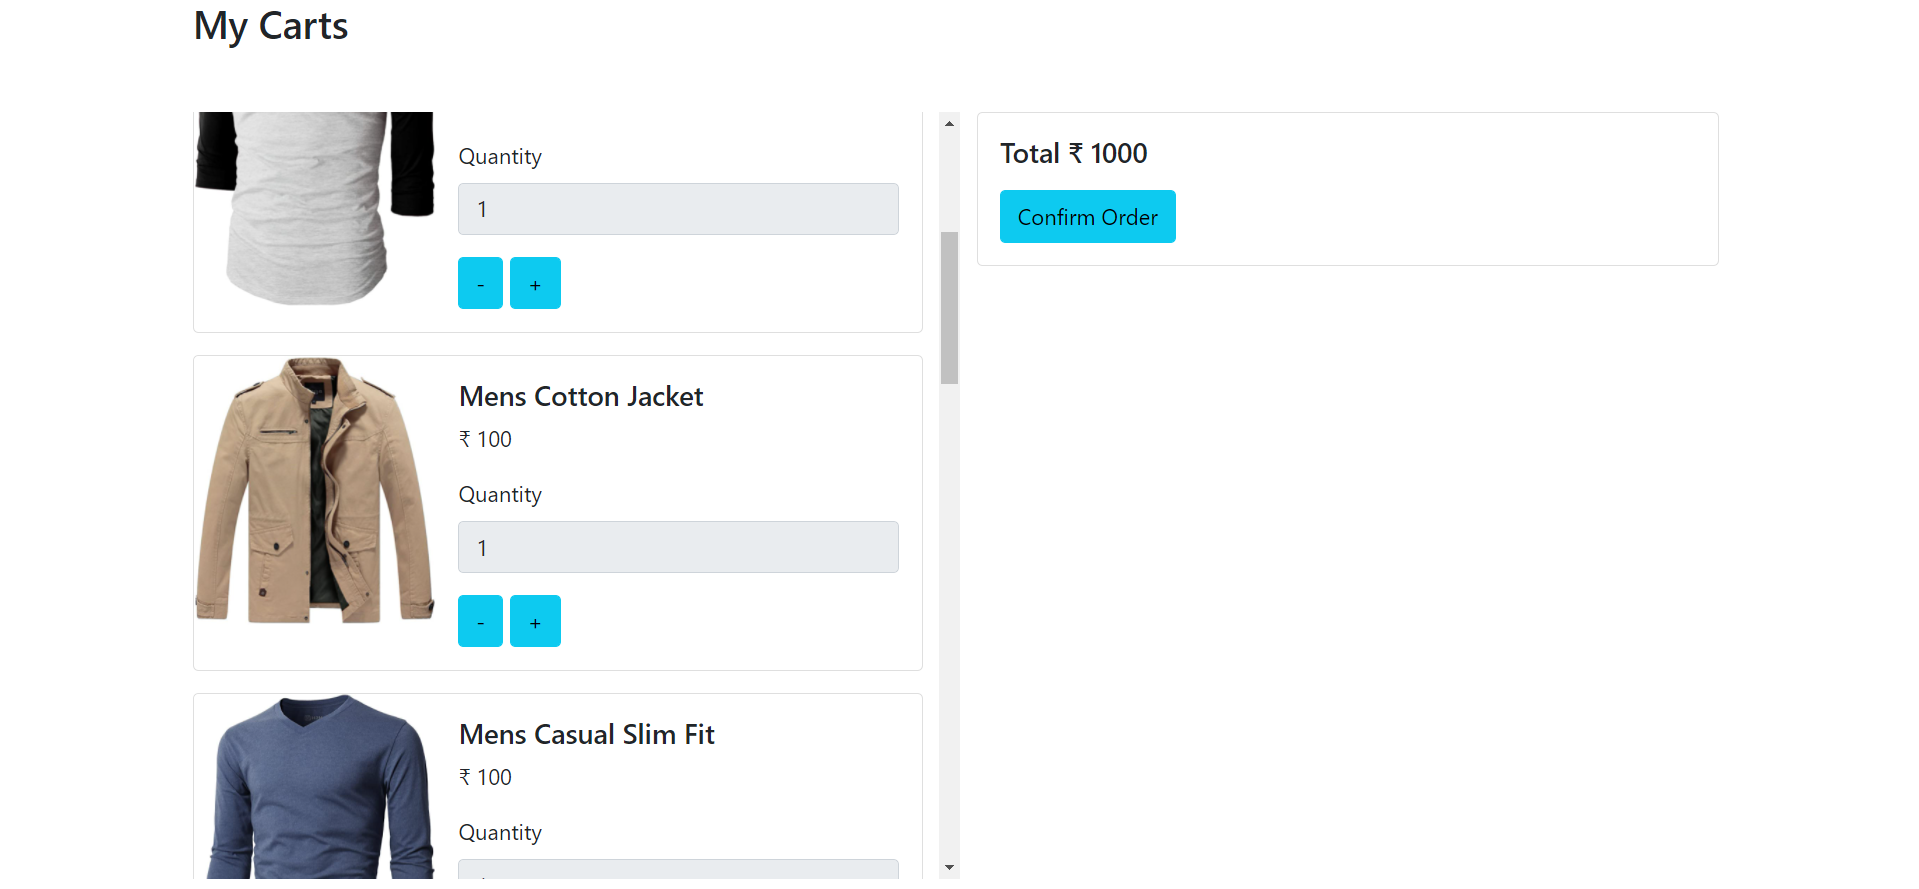 My Carts
Quantity
1
-
+
Mens Cotton Jacket
₹ 100
Quantity
1
-
+
Mens Casual Slim Fit
₹ 100
Quantity
Total ₹ 1000
Confirm Order